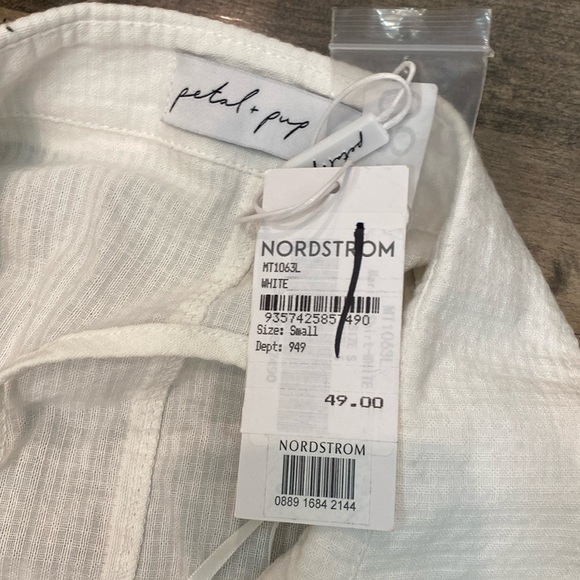 petal + pup
NORDSTROM
MT1063L
WHITE
9357425857490
Size: Small
Dept: 949
49.00
NORDSTROM
0889 1684 2144